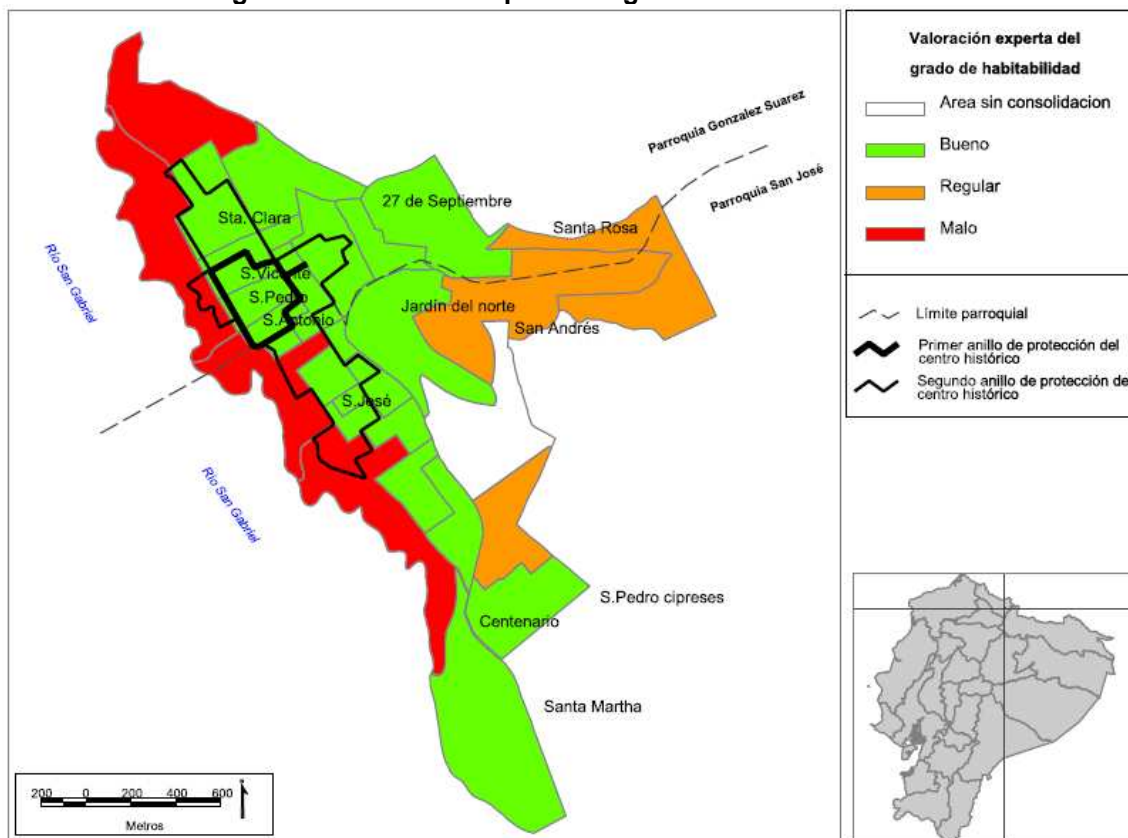 Valoración experta del
grado de habitabilidad
Area sin consolidacion
Bueno
Regular
Malo
Límite parroquial
Primer anillo de protección del
centro histórico
Segundo anillo de protección de
centro histórico
Parroquia Gonzalez Suarez
Parroquia San José
27 de Septiembre
Sta. Clara
Santa Rosa
Río San Gabriel
S.Vicente
S.Pedro
Jardín del norte
S.Antonio
San Andrés
S.José
Río San Gabriel
S.Pedro cipreses
Centenario
Santa Martha
200 0 200 400 600
Metros